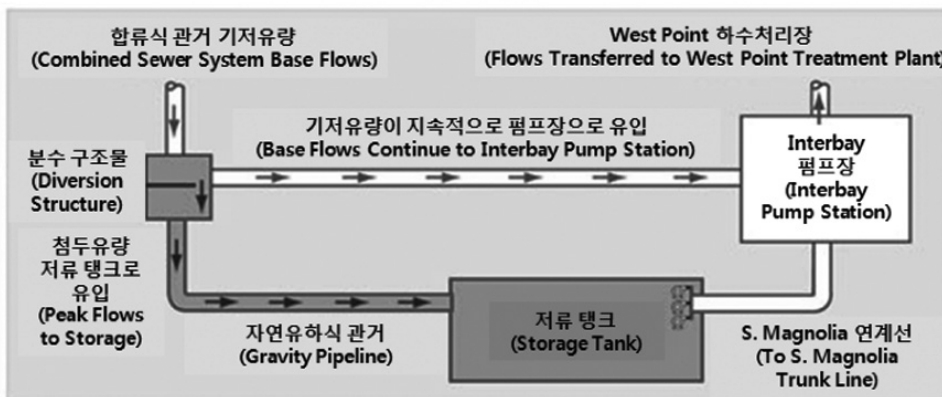 합류식 관거 기저유량
(Combined Sewer System Base Flows)
West Point 하수처리장
(Flows Transferred to West Point Treatment Plant)
기저유량이 지속적으로 펌프장으로 유입
(Base Flows Continue to Interbay Pump Station)
분수 구조물
(Diversion
Structure)
Interbay
펌프장
(Interbay
Pump Station)
첨두유량
저류 탱크로
유입
(Peak Flows
to Storage)
자연유하식 관거
(Gravity Pipeline)
저류 탱크
(Storage Tank)
S. Magnolia 연계선
(To S. Magnolia
Trunk Line)